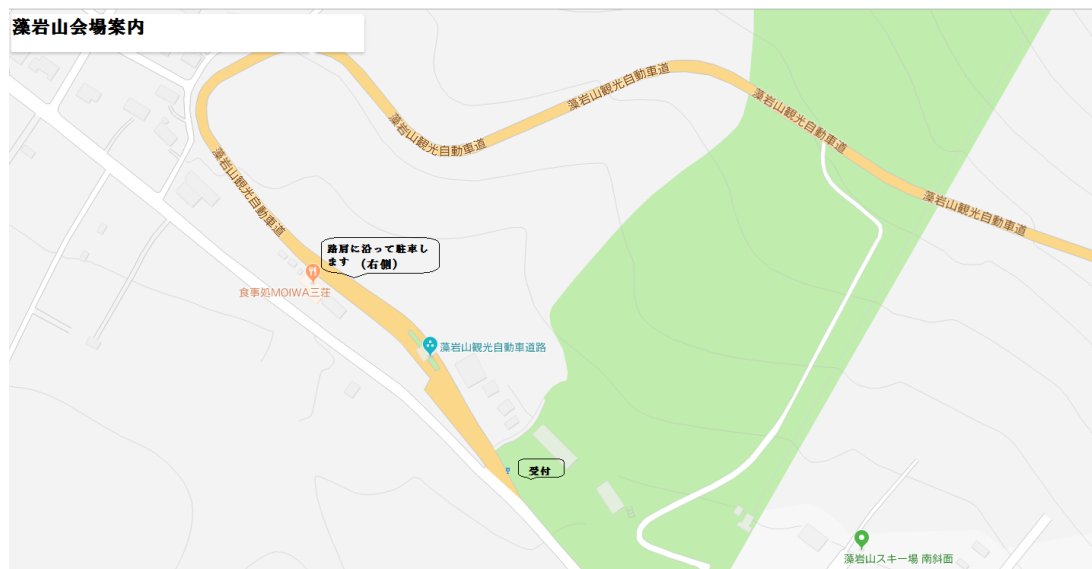 藻岩山会場案内
藻岩山観光自動車道
藻岩山観光自動車道
藻岩山観光自動車道
藻岩山観光自動車道
藻岩山観光自動車道
路肩に沿って駐車し
ます （右側）
食事処MOIWA三荘
藻岩山観光自動車道路
受付
藻岩山スキー場 南斜面